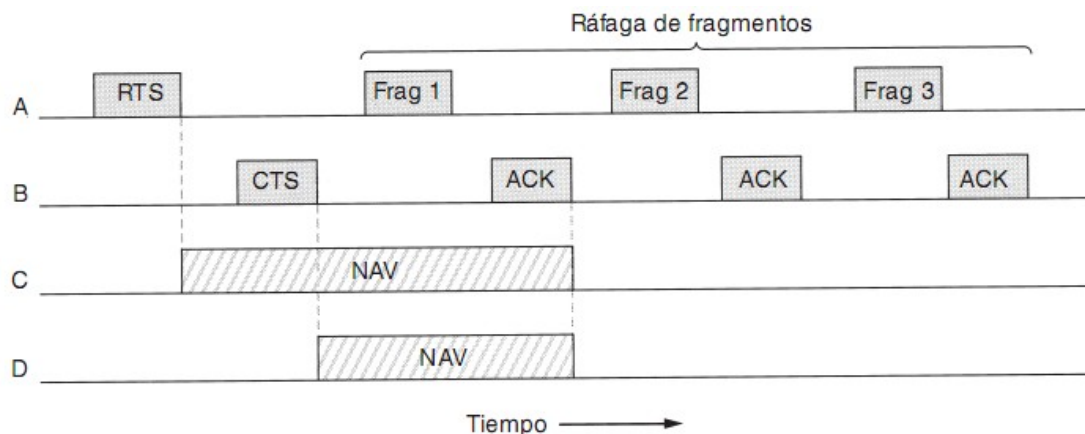 Ráfaga de fragmentos
A RTS Frag 1 Frag 2 Frag 3
B CTS ACK ACK ACK
C NAV
D NAV
Tiempo